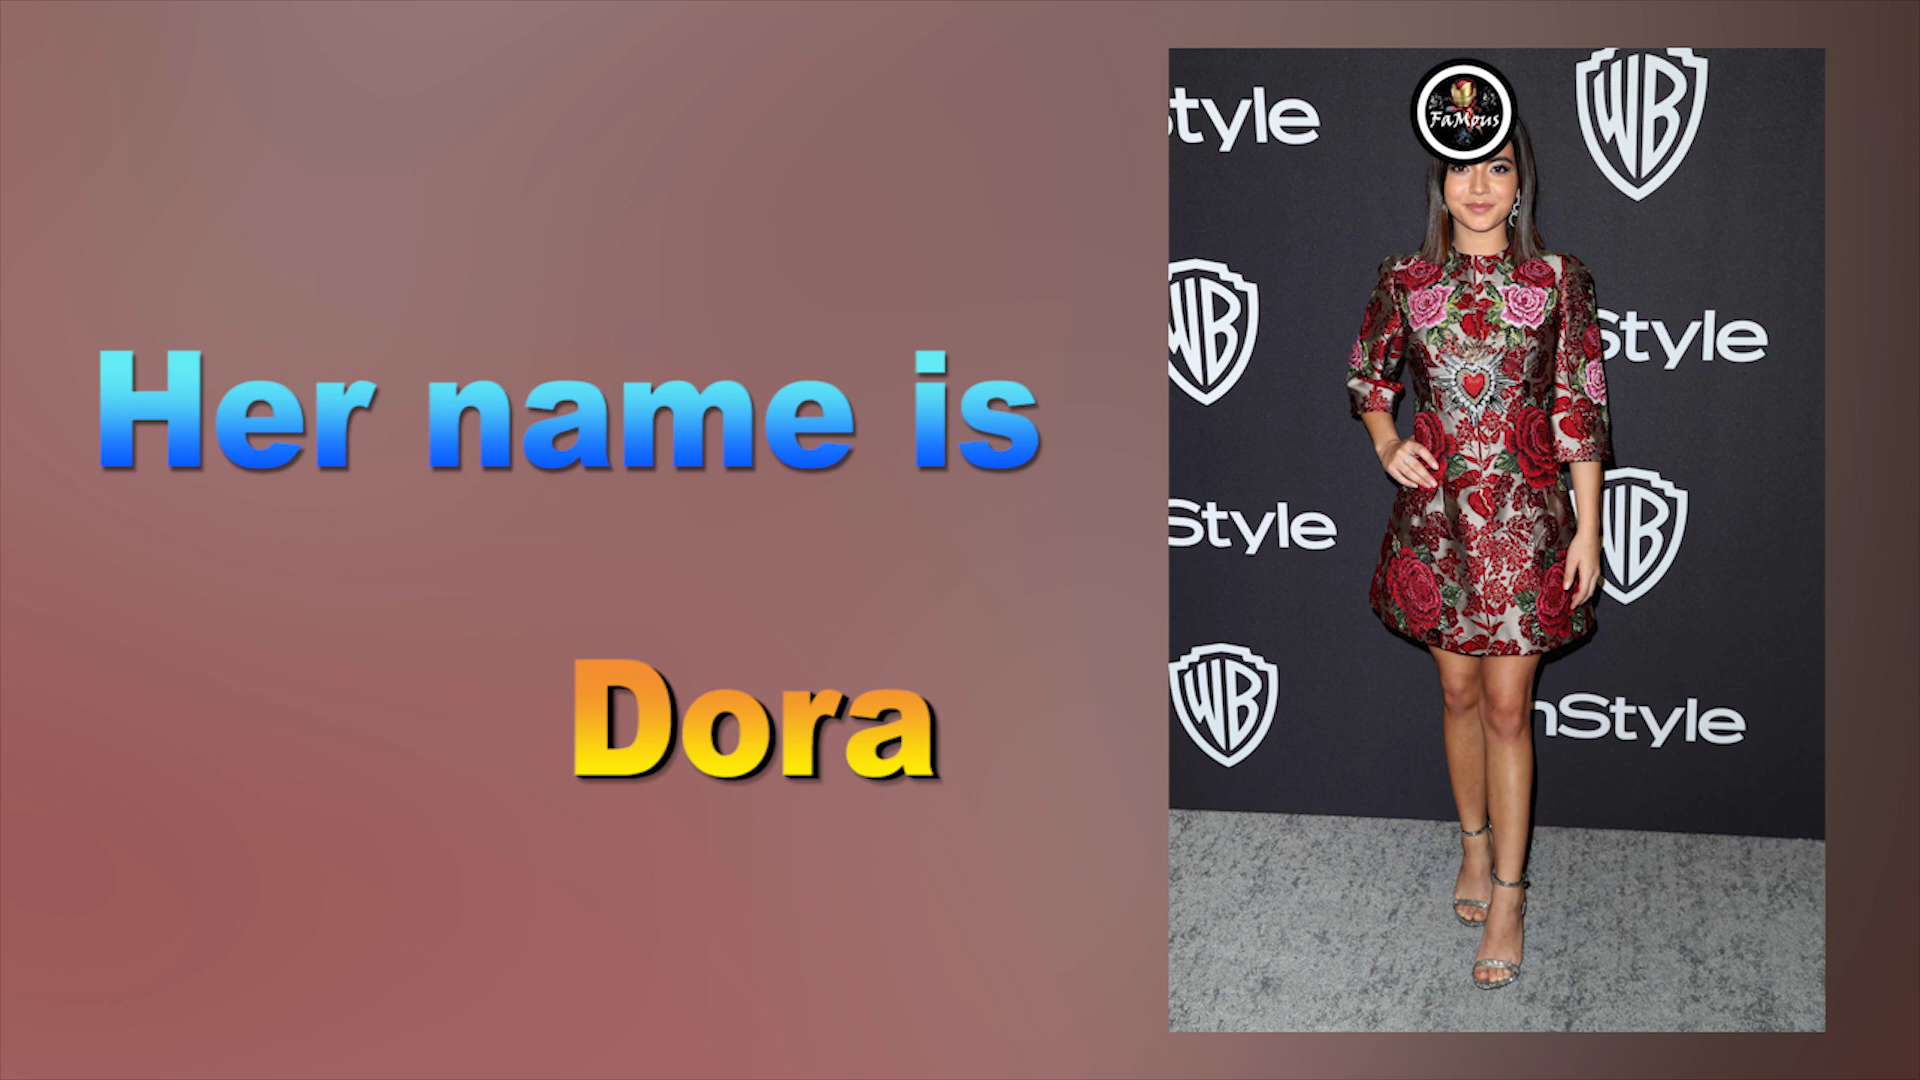 Her name is
Dora
FaMous
Style
WB
WB
Style
Style
WB
WB
nStyle